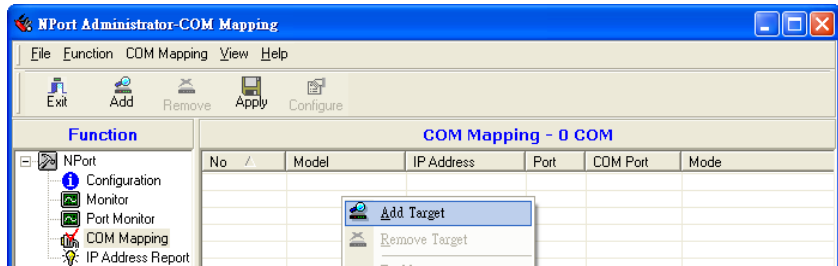 NPort Administrator-COM Mapping
File Function COM Mapping View Help
Exit Add Remove Apply Configure
Function
COM Mapping - 0 COM
NPort
No Model IP Address Port COM Port Mode
Configuration
Monitor
Add Target
Port Monitor
COM Mapping
Remove Target
IP Address Report